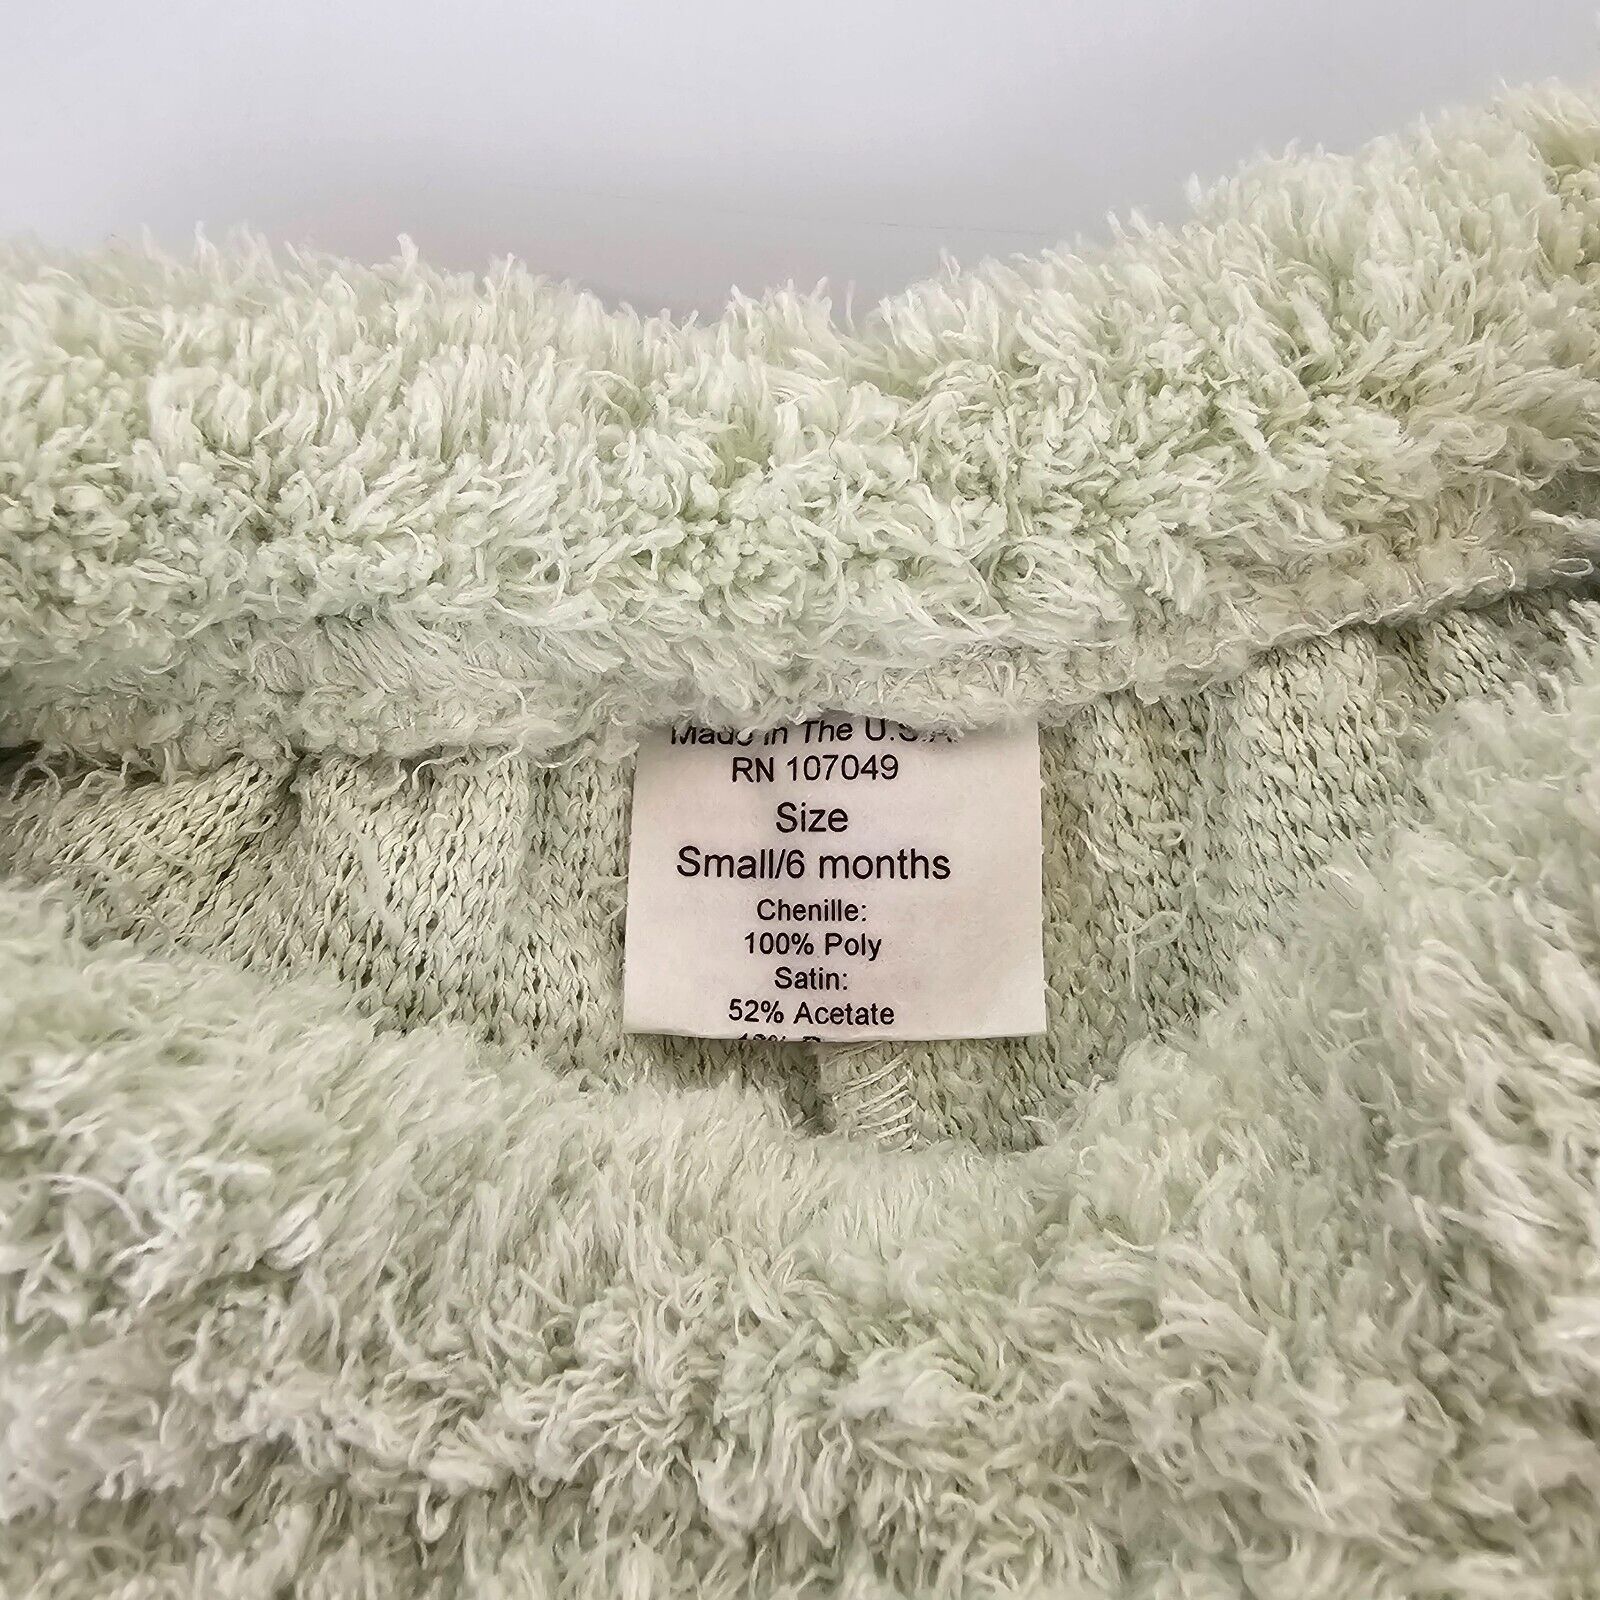 Made In The U.S.A.
RN 107049
Size
Small/6 months
Chenille:
100% Poly
Satin:
52% Acetate